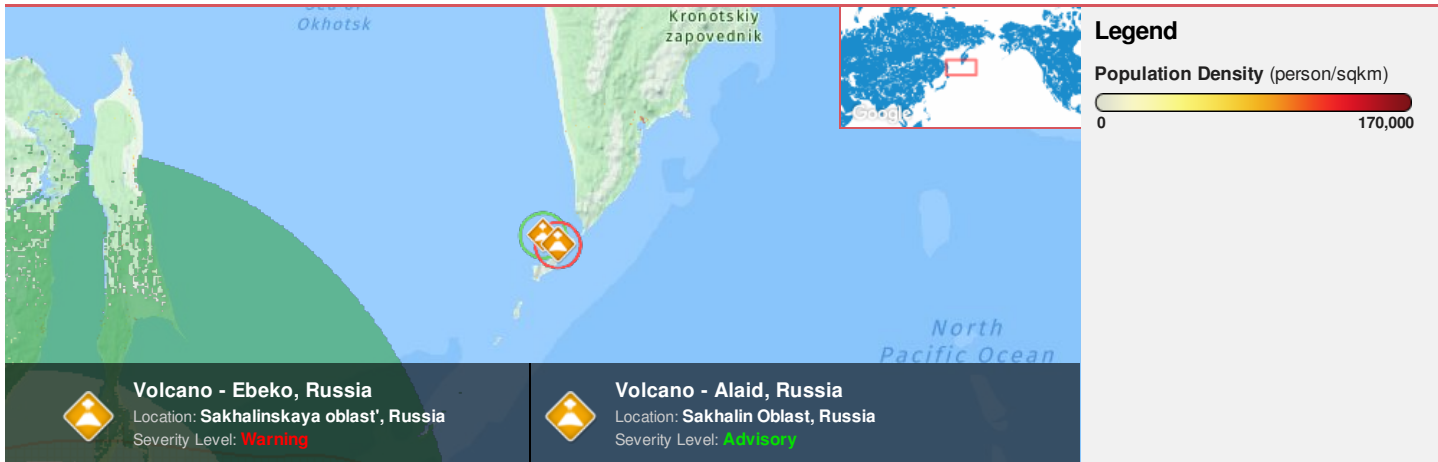 Sea of
Okhotsk
Kronotskiy
zapovednik
Google
North
Pacific Ocean
Legend
Population Density (person/sqkm)
0 170,000
Volcano - Ebeko, Russia
Location: Sakhalinskaya oblast', Russia
Severity Level: Warning
Volcano - Alaid, Russia
Location: Sakhalin Oblast, Russia
Severity Level: Advisory